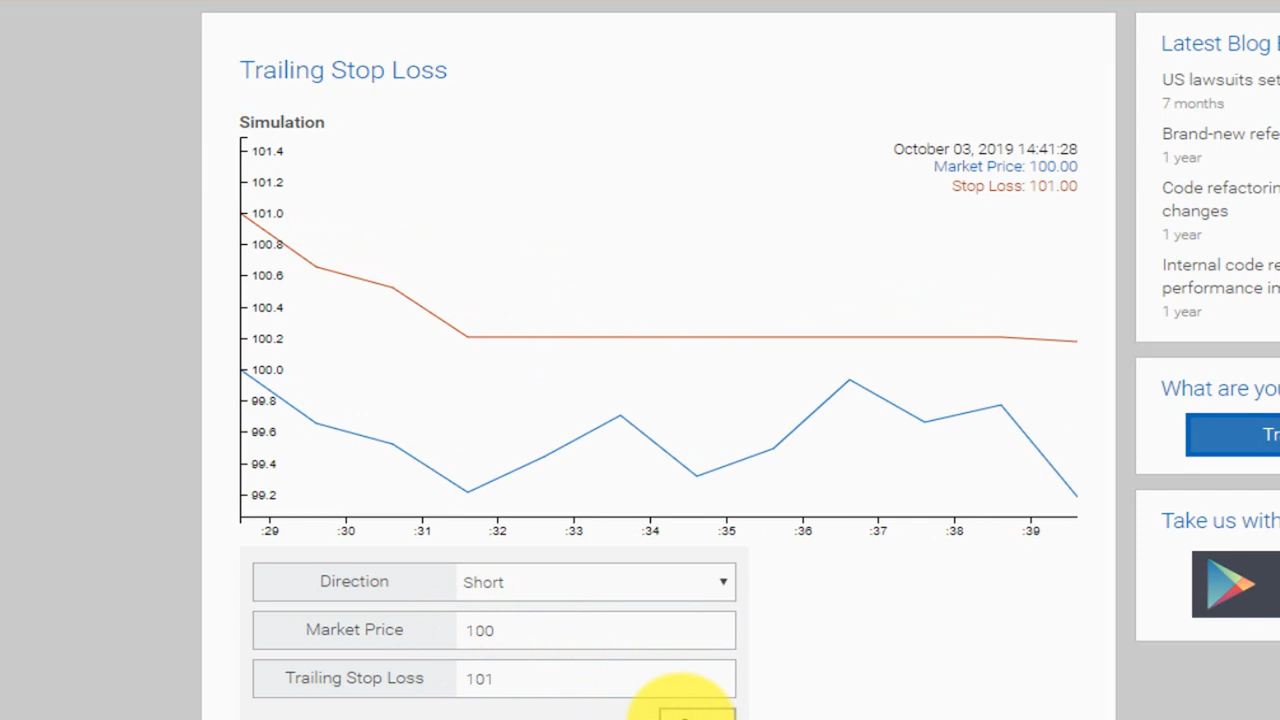 Trailing Stop Loss
Simulation
October 03, 2019 14:41:28
Market Price: 100.00
Stop Loss: 101.00
101.4
101.2
101.0
100.8
100.6
100.4
100.2
100.0
99.8
99.6
99.4
99.2
:29 :30 :31 :32 :33 :34 :35 :36 :37 :38 :39
Direction Short
Market Price 100
Trailing Stop Loss 101
Latest Blog
US lawsuits set
7 months
Brand-new refe
1 year
Code refactorin
changes
1 year
Internal code re
performance in
1 year
What are you
Tr
Take us with